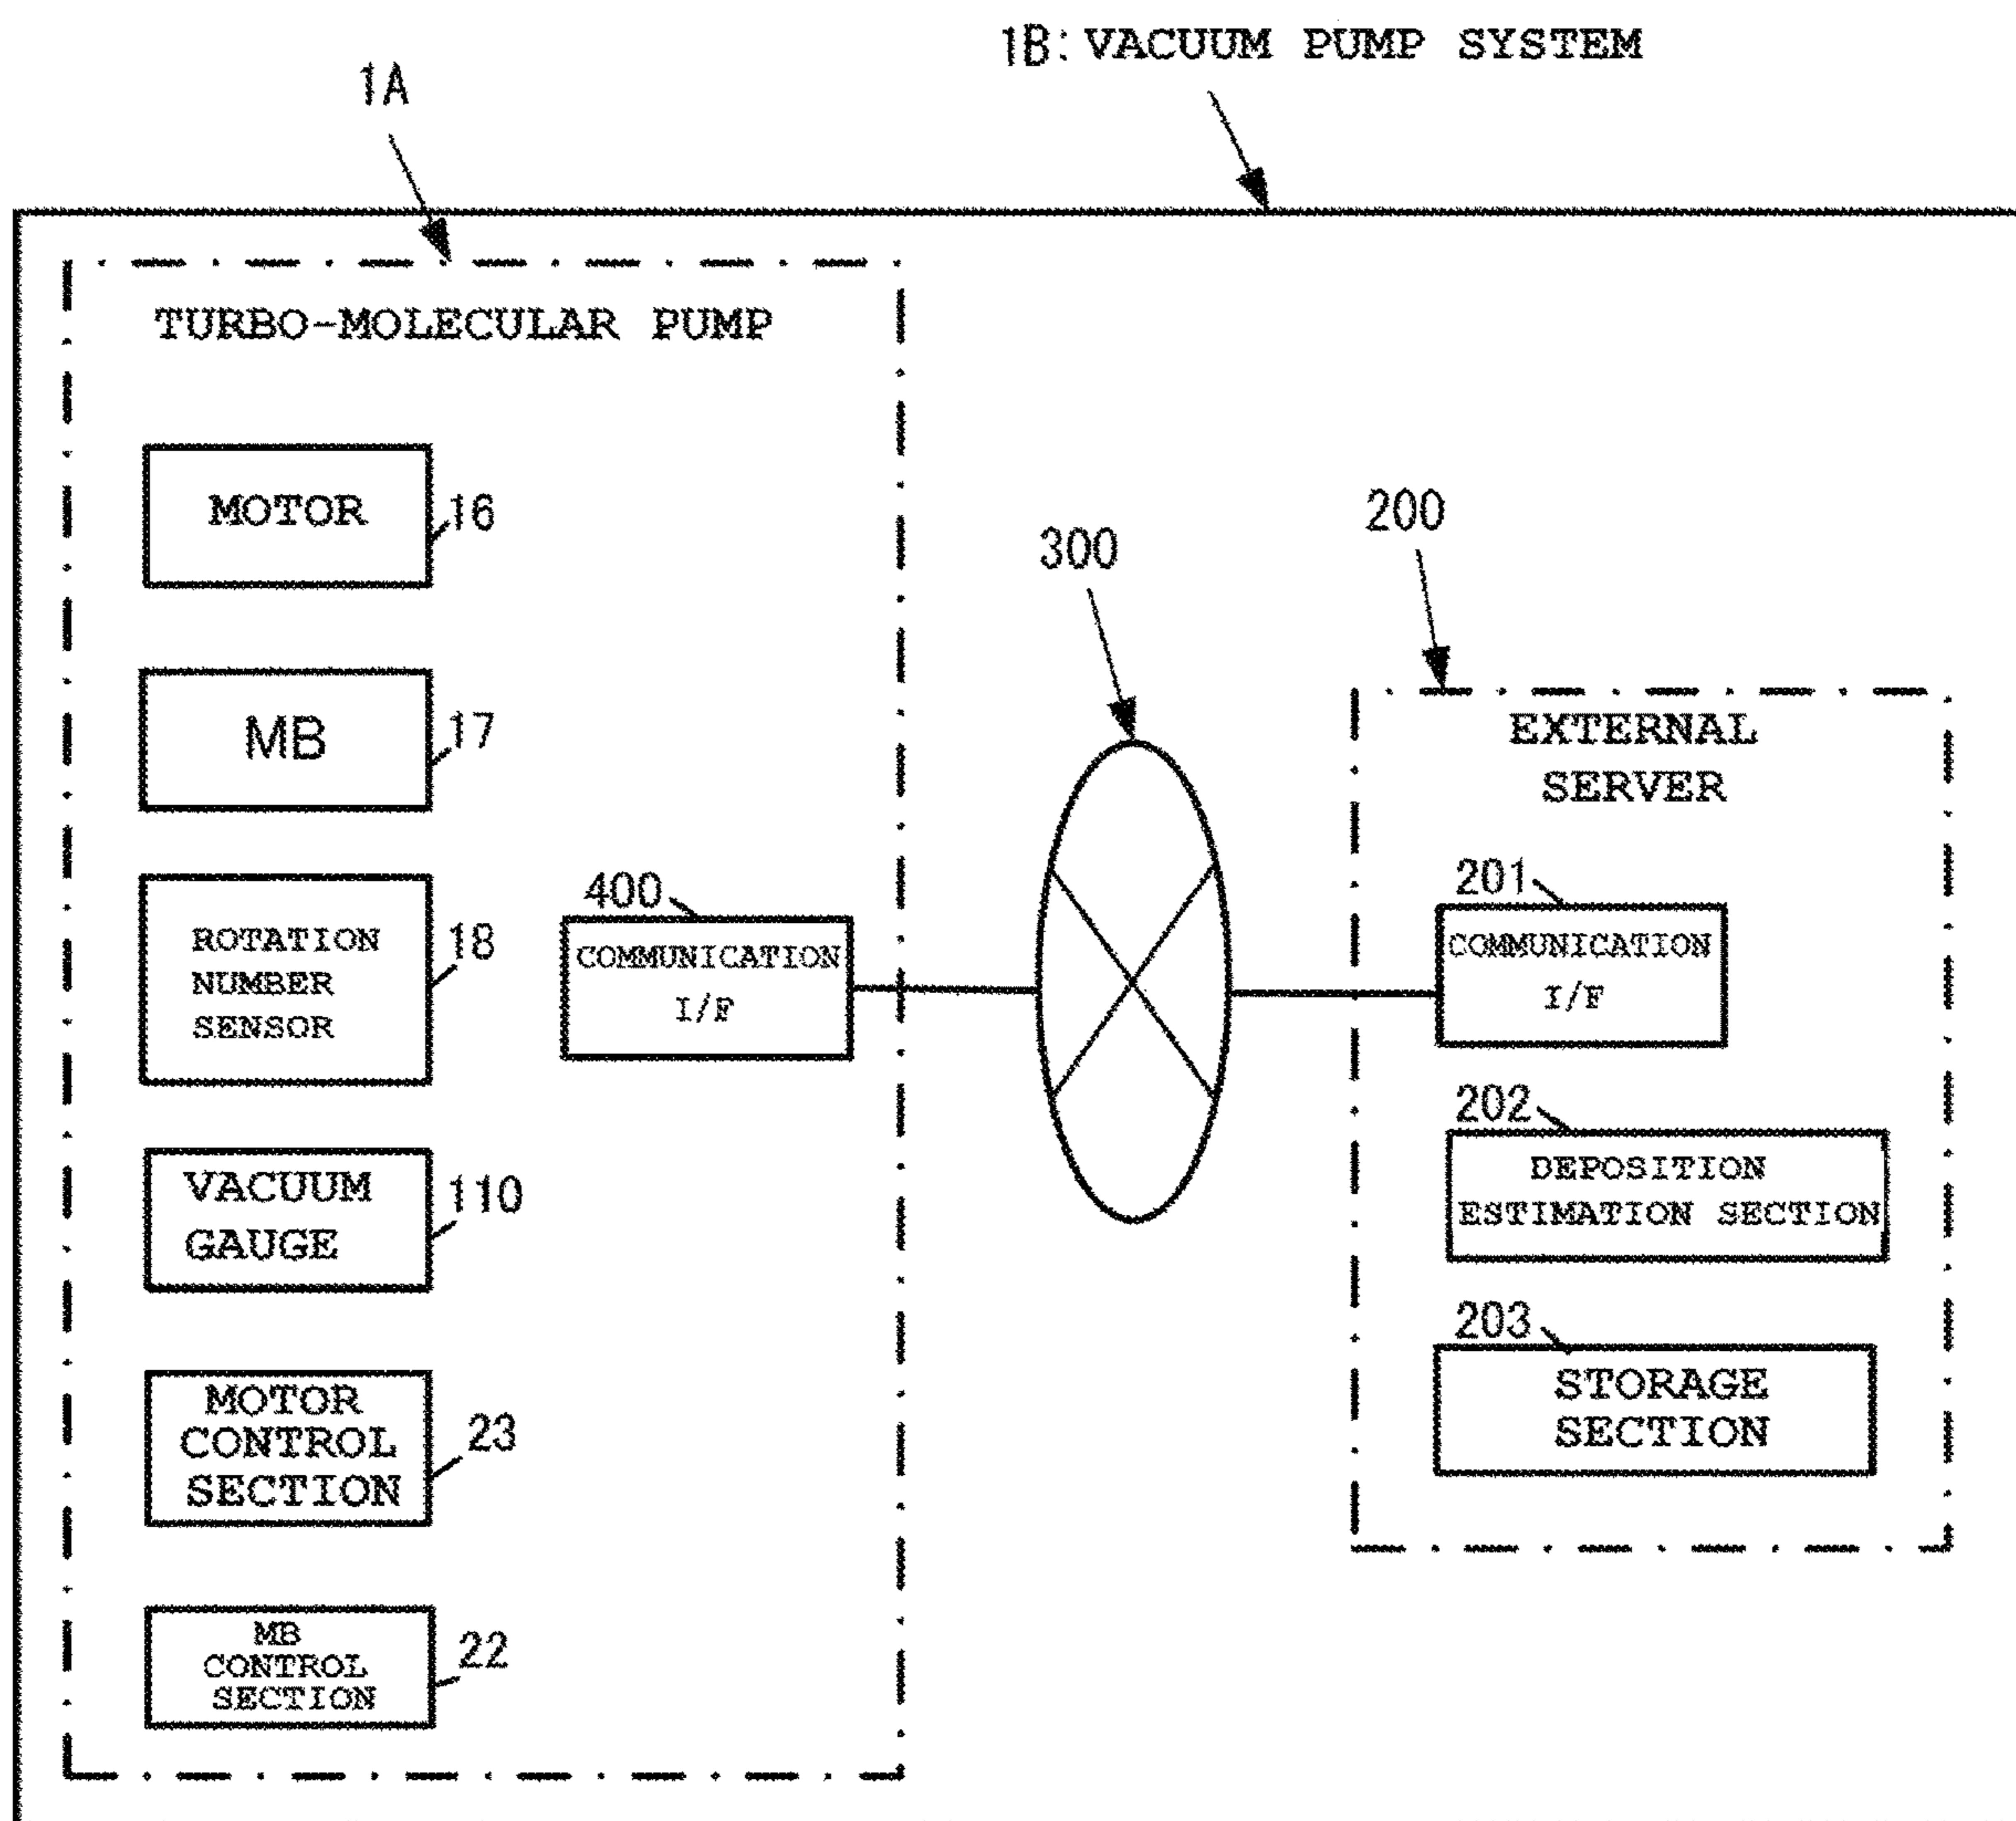 1B: VACUUM PUMP SYSTEM
1A
TURBO-MOLECULAR PUMP
MOTOR
16
MB
17
ROTATION
NUMBER
SENSOR
18
VACUUM
GAUGE
110
MOTOR
CONTROL
SECTION
23
MB
CONTROL
SECTION
22
400
COMMUNICATION
I/F
300
200
EXTERNAL
SERVER
201
COMMUNICATION
I/F
202
DEPOSITION
ESTIMATION SECTION
203
STORAGE
SECTION